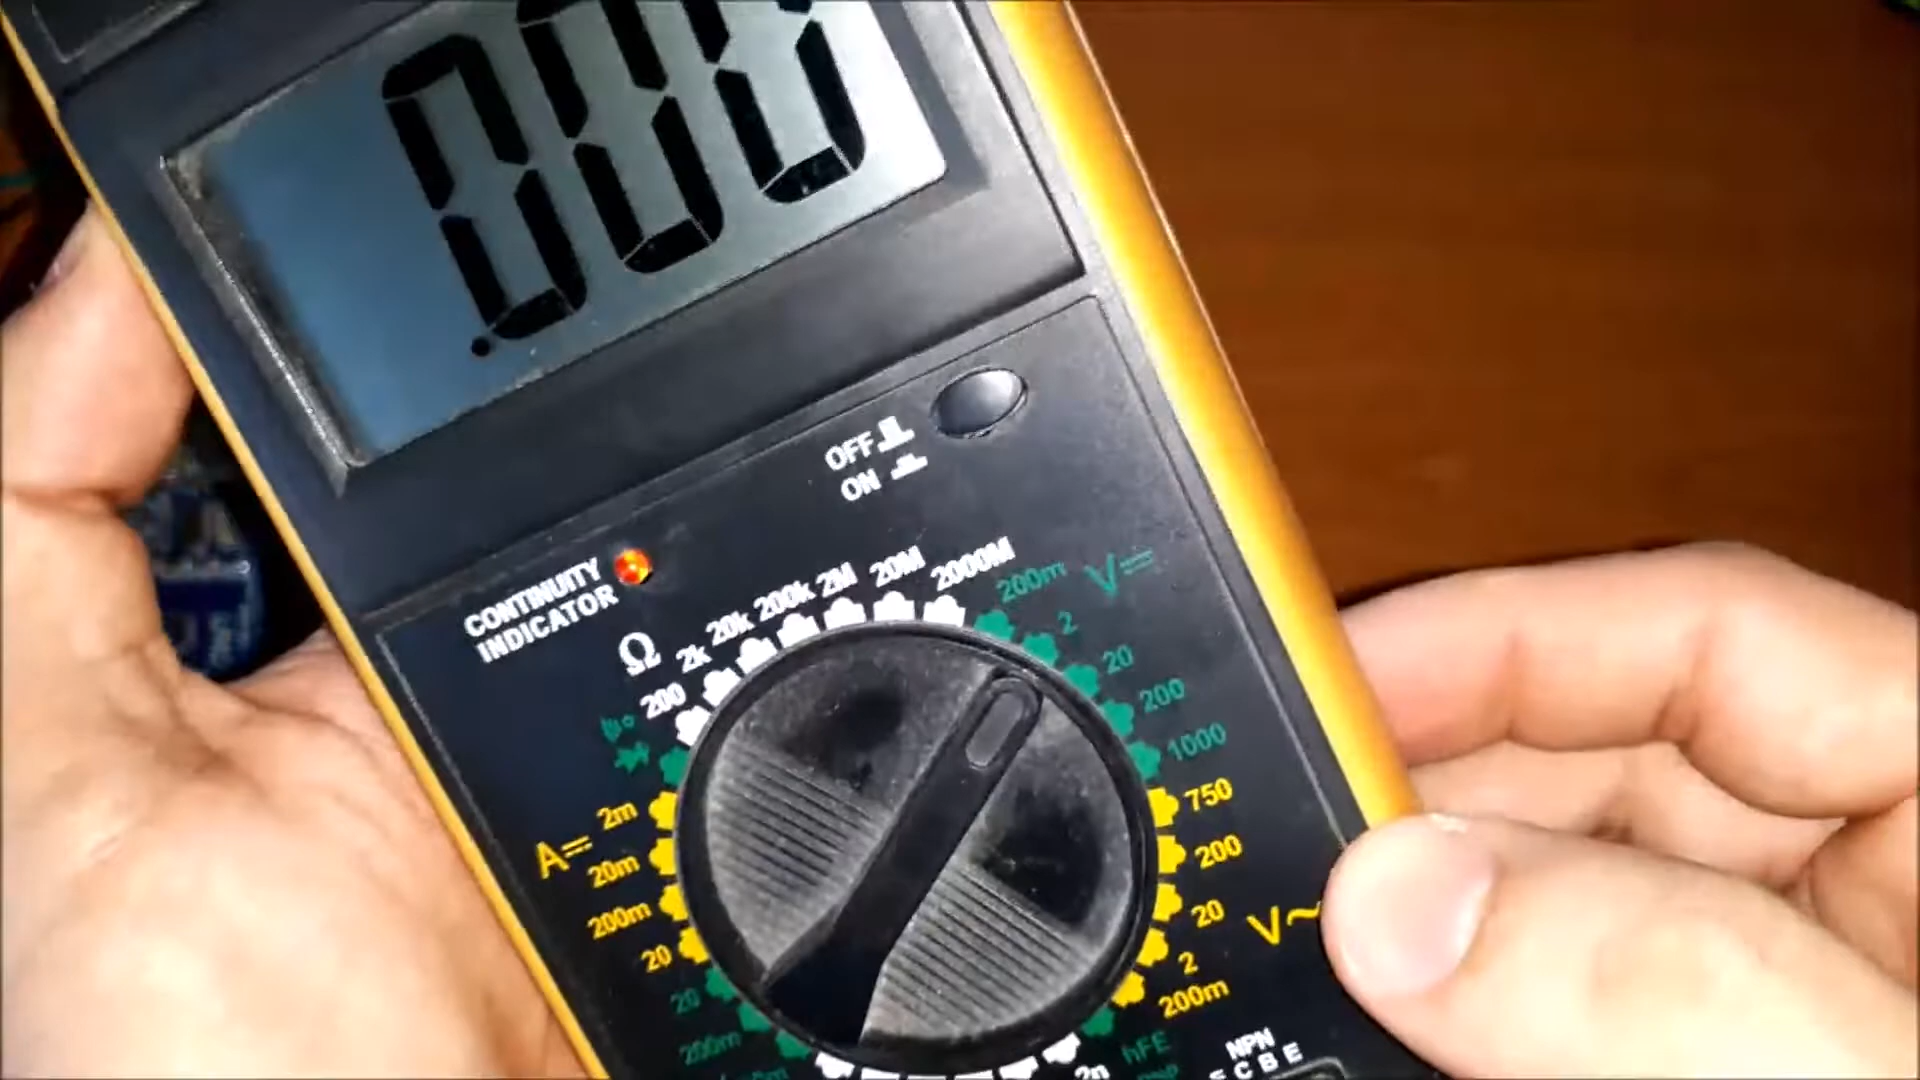 .000
OFF
ON
CONTINUITY
INDICATOR
Ω
200
2k
20k
200k
2M
20M
2000M
200m
V⎓
2
20
200
1000
750
200
20
V~
2
200m
A⎓
2m
20m
200m
20
20
200m
hFE
NPN
E C B E
2n